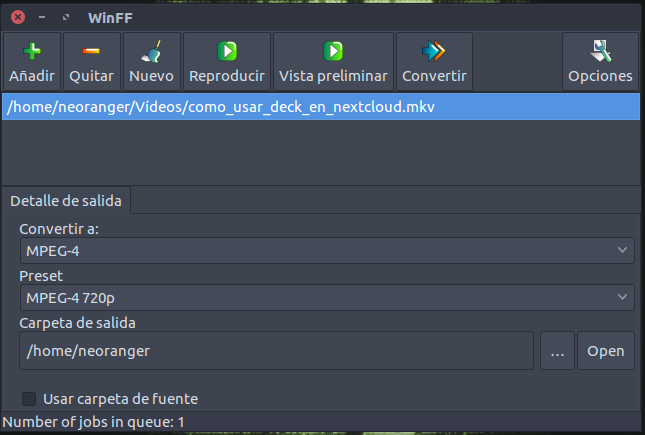 WinFF
Añadir Quitar Nuevo Reproducir Vista preliminar Convertir Opciones
/home/neoranger/Vídeos/como_usar_deck_en_nextcloud.mkv
Detalle de salida
Convertir a:
MPEG-4
Preset
MPEG-4 720p
Carpeta de salida
/home/neoranger ... Open
Usar carpeta de fuente
Number of jobs in queue: 1